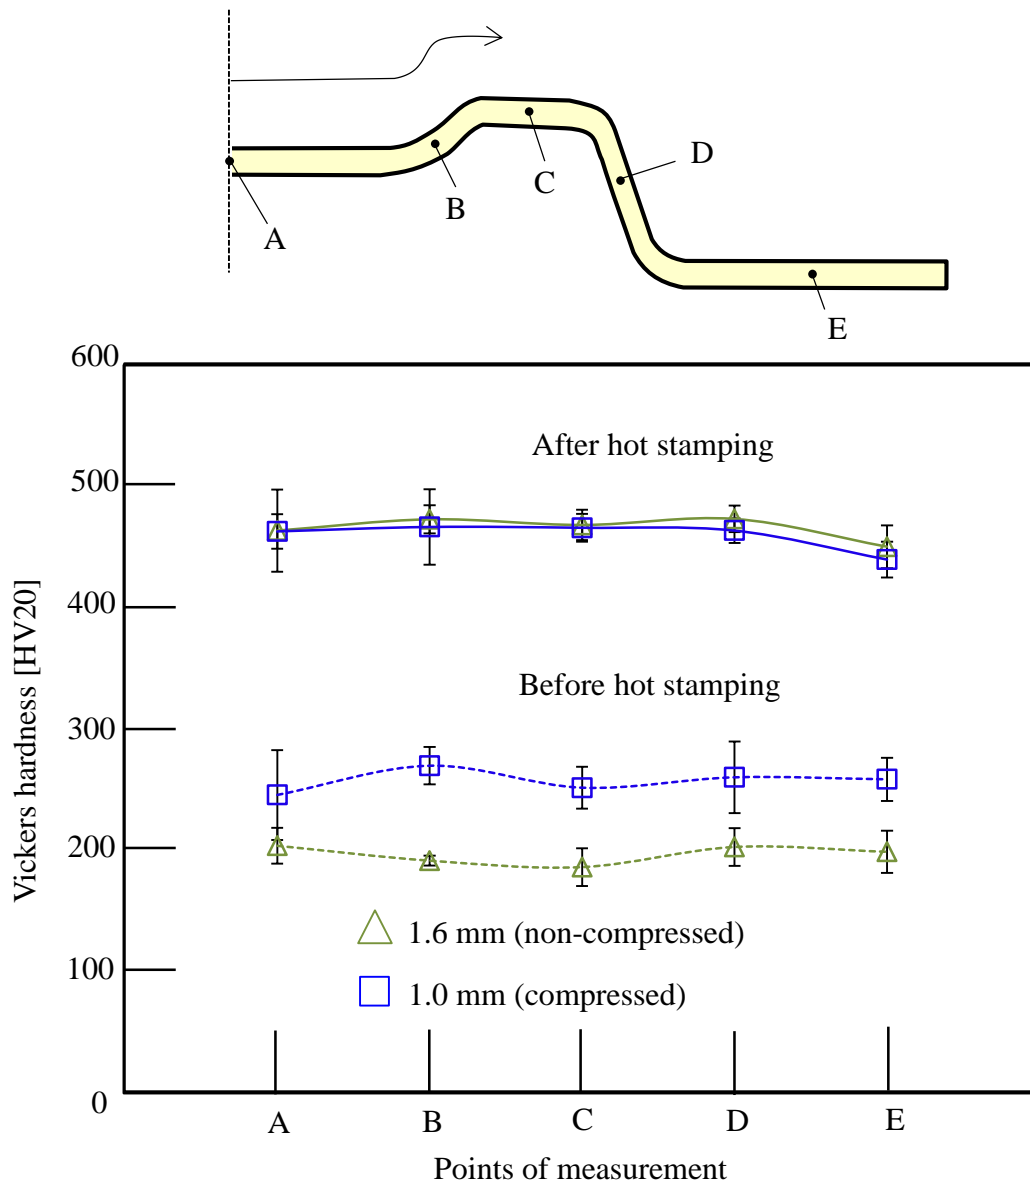 A
B
C
D
E
600
500
400
300
200
100
0
Vickers hardness [HV20]
After hot stamping
Before hot stamping
1.6 mm (non-compressed)
1.0 mm (compressed)
A B C D E
Points of measurement